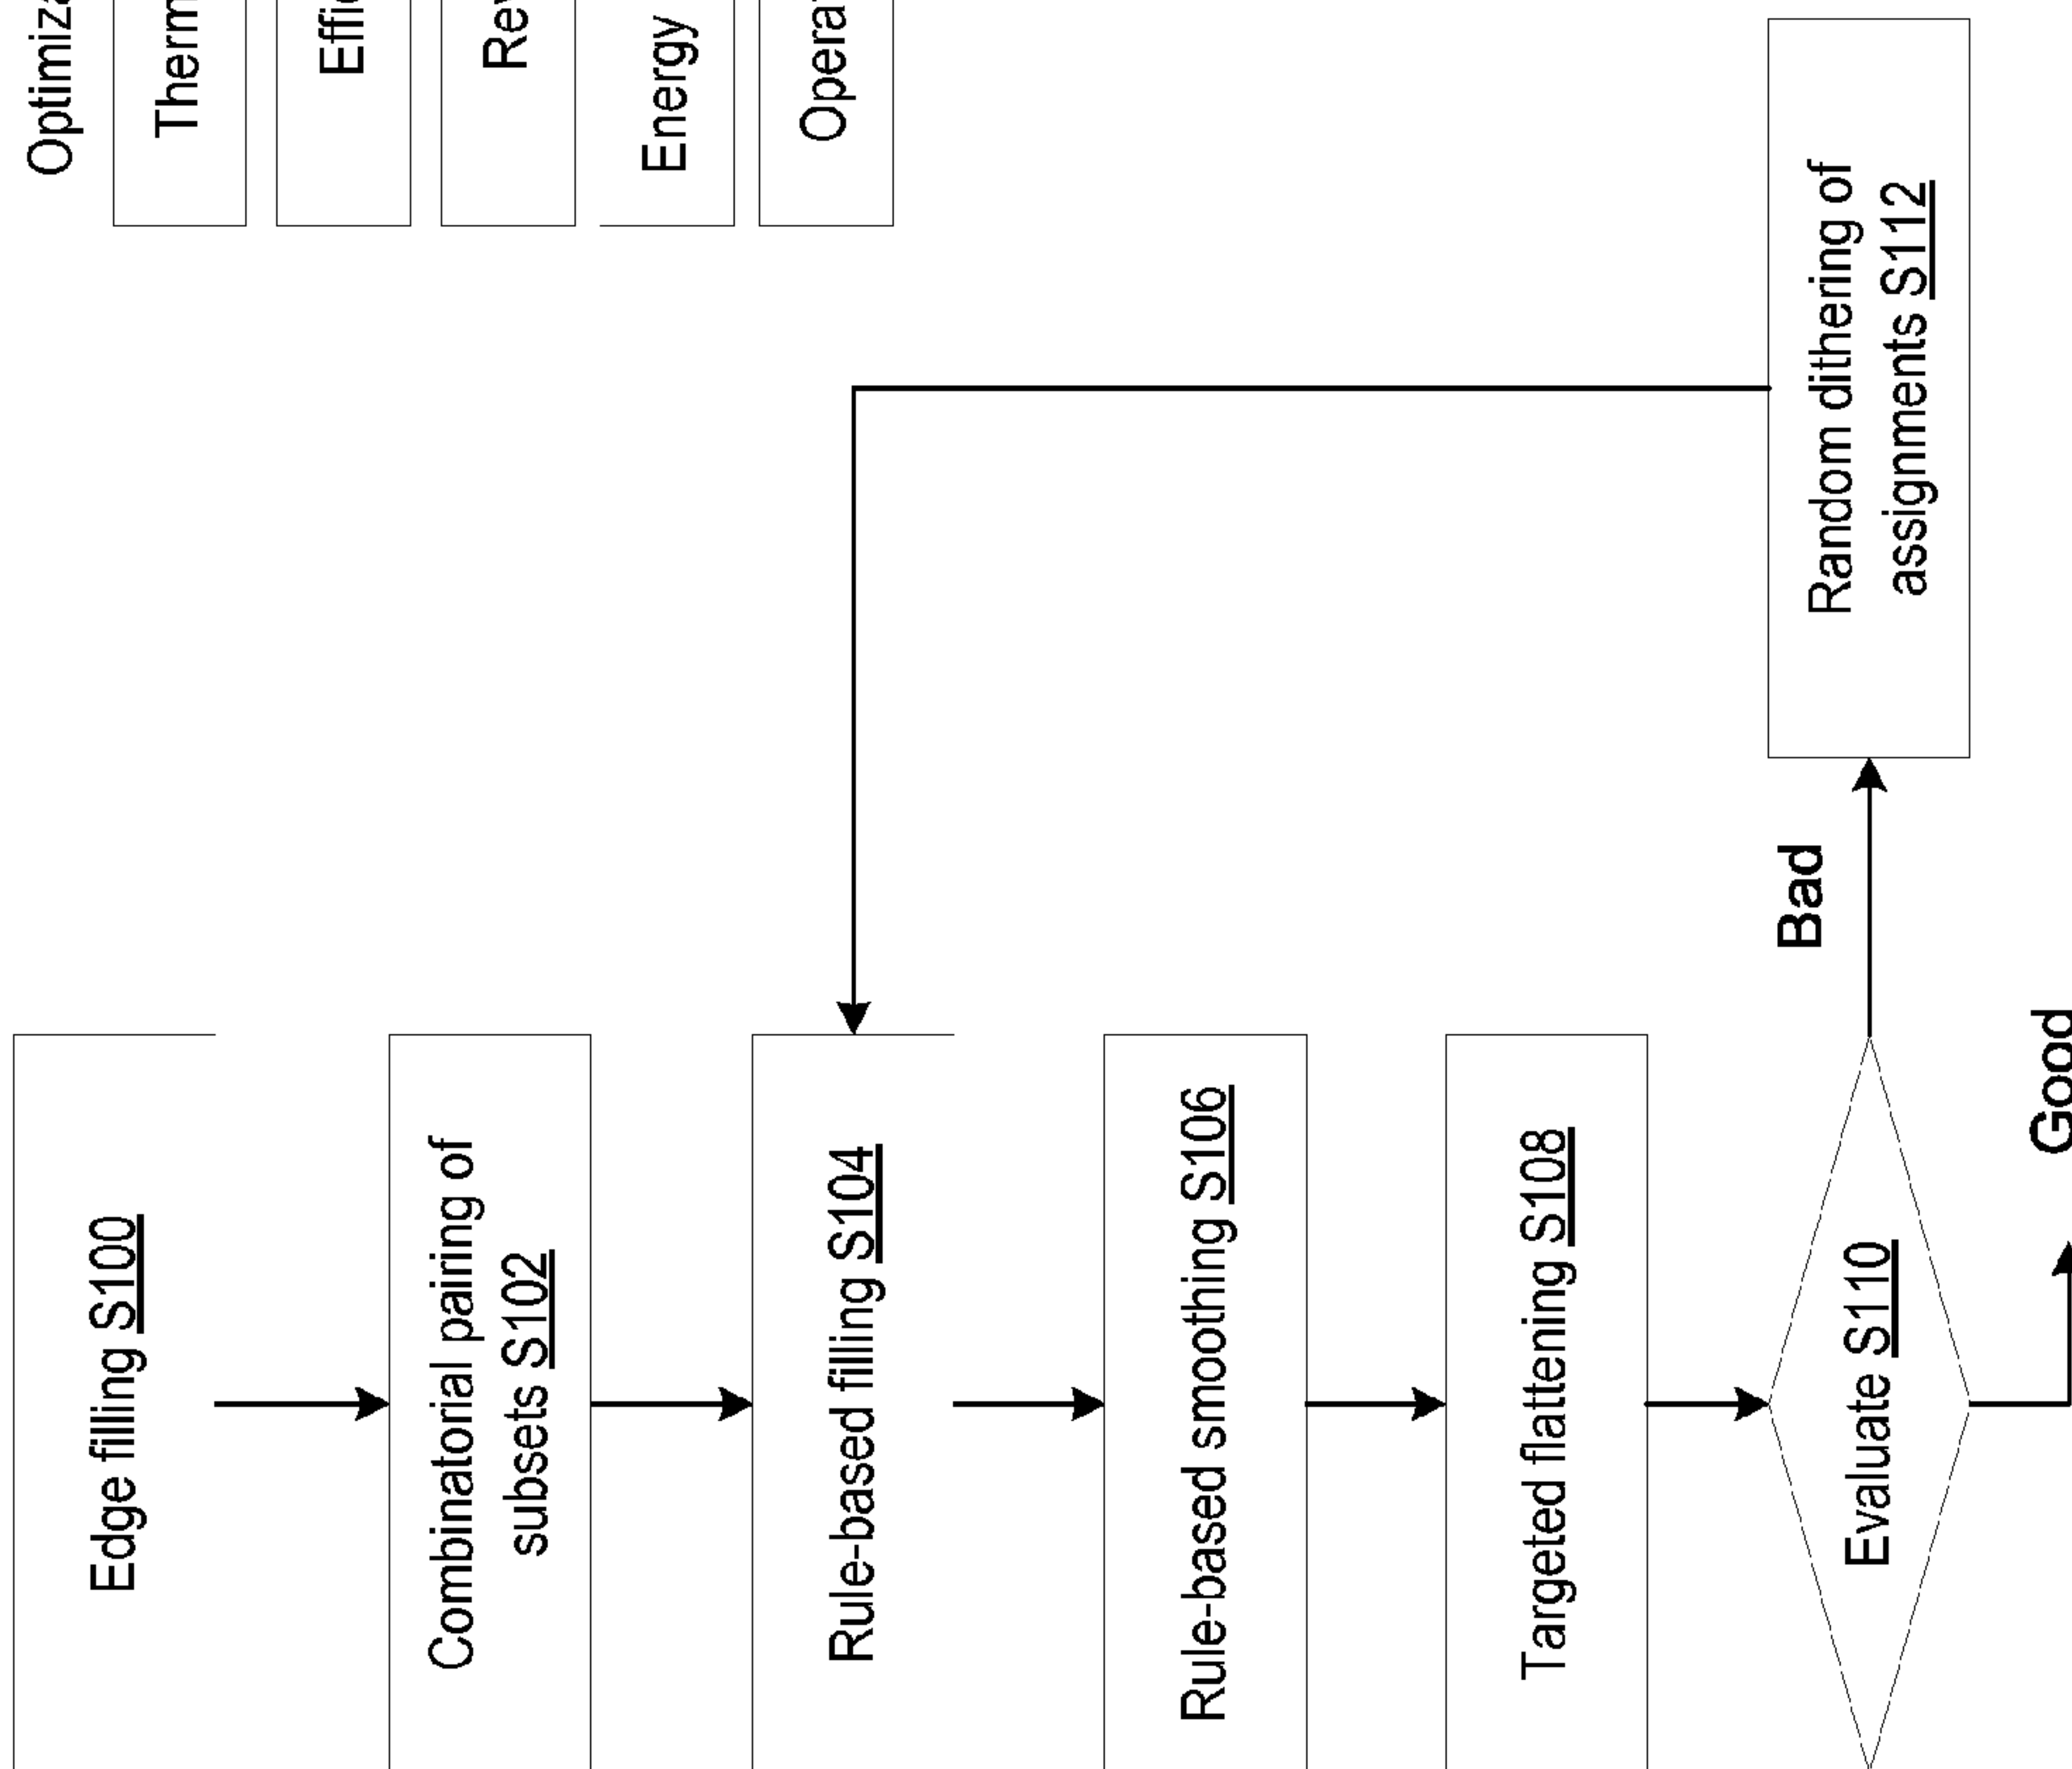 Edge filling S100
Combinatorial pairing of
subsets S102
Rule-based filling S104
Rule-based smoothing S106
Targeted flattening S108
Evaluate S110
Bad
Good
Random dithering of
assignments S112
Energy